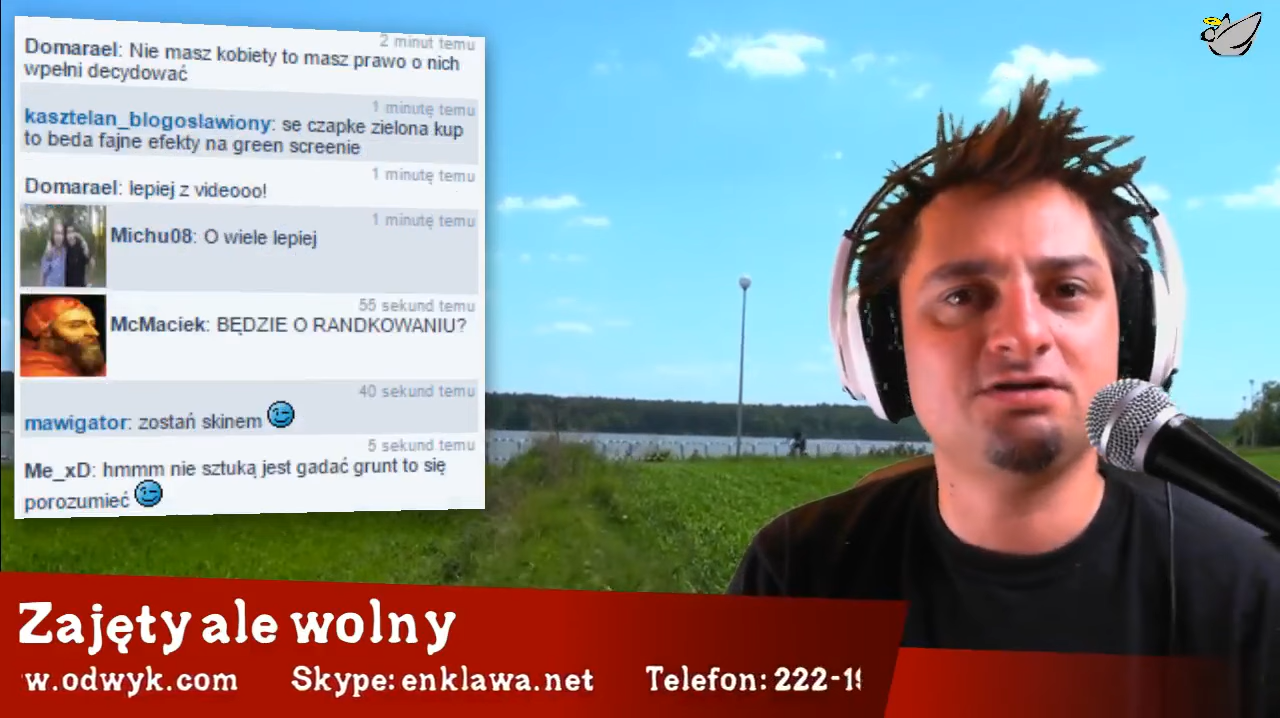 2 minut temu
Domarael: Nie masz kobiety to masz prawo o nich
wpełni decydować
1 minutę temu
kasztelan_blogoslawiony: se czapke zielona kup
to beda fajne efekty na green screenie
1 minutę temu
Domarael: lepiej z videooo!
1 minutę temu
Michu08: O wiele lepiej
55 sekund temu
McMaciek: BĘDZIE O RANDKOWANIU?
40 sekund temu
mawigator: zostań skinem
5 sekund temu
Me_xD: hmmm nie sztuką jest gadać grunt to się
porozumieć
Zajęty ale wolny
w.odwyk.com Skype: enklawa.net Telefon: 222-19